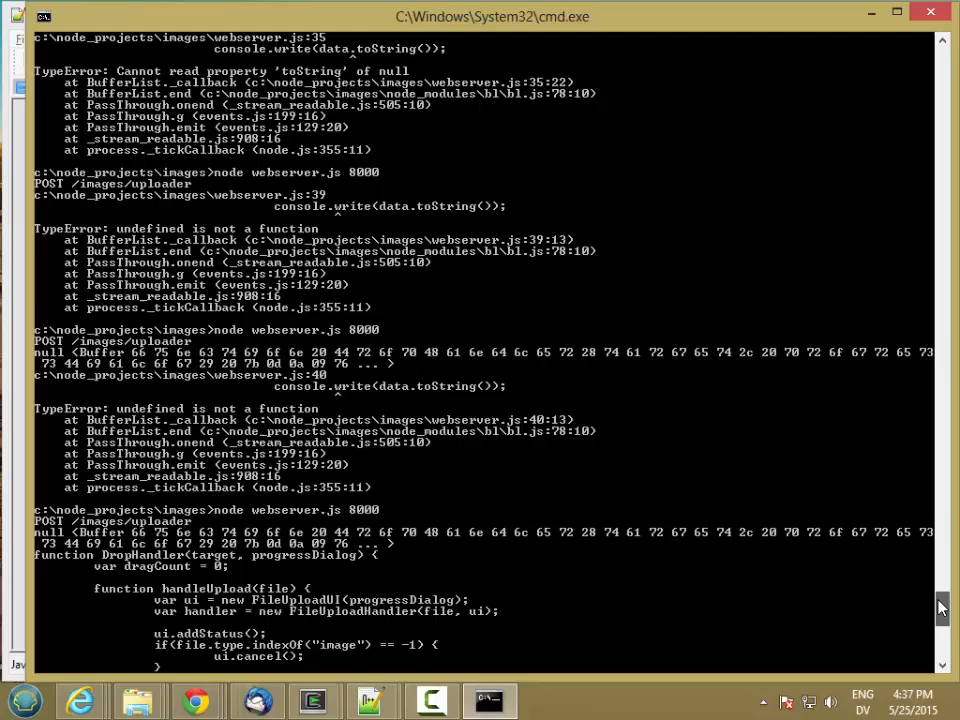 C:\Windows\System32\cmd.exe
Fi
c:\node_projects\images\webserver.js:35
console.write(data.toString());
^
TypeError: Cannot read property 'toString' of null
at BufferList._callback (c:\node_projects\images\webserver.js:35:22)
at BufferList.end (c:\node_projects\images\node_modules\bl\bl.js:78:10)
at PassThrough.onend (_stream_readable.js:505:10)
at PassThrough.g (events.js:199:16)
at PassThrough.emit (events.js:129:20)
at _stream_readable.js:908:16
at process._tickCallback (node.js:355:11)
c:\node_projects\images>node webserver.js 8000
POST /images/uploader
c:\node_projects\images\webserver.js:39
console.write(data.toString());
^
TypeError: undefined is not a function
at BufferList._callback (c:\node_projects\images\webserver.js:39:13)
at BufferList.end (c:\node_projects\images\node_modules\bl\bl.js:78:10)
at PassThrough.onend (_stream_readable.js:505:10)
at PassThrough.g (events.js:199:16)
at PassThrough.emit (events.js:129:20)
at _stream_readable.js:908:16
at process._tickCallback (node.js:355:11)
c:\node_projects\images>node webserver.js 8000
POST /images/uploader
null <Buffer 66 75 6e 63 74 69 6f 6e 20 44 72 6f 70 48 61 6e 64 6c 65 72 28 74 61 72 67 65 74 2c 20 70 72 6f 67 72 65 73
73 44 69 61 6c 6f 67 29 20 7b 0d 0a 09 76 ... >
c:\node_projects\images\webserver.js:40
console.write(data.toString());
^
TypeError: undefined is not a function
at BufferList._callback (c:\node_projects\images\webserver.js:40:13)
at BufferList.end (c:\node_projects\images\node_modules\bl\bl.js:78:10)
at PassThrough.onend (_stream_readable.js:505:10)
at PassThrough.g (events.js:199:16)
at PassThrough.emit (events.js:129:20)
at _stream_readable.js:908:16
at process._tickCallback (node.js:355:11)
c:\node_projects\images>node webserver.js 8000
POST /images/uploader
null <Buffer 66 75 6e 63 74 69 6f 6e 20 44 72 6f 70 48 61 6e 64 6c 65 72 28 74 61 72 67 65 74 2c 20 70 72 6f 67 72 65 73
73 44 69 61 6c 6f 67 29 20 7b 0d 0a 09 76 ... >
function DropHandler(target, progressDialog) {
var dragCount = 0;
function handleUpload(file) {
var ui = new FileUploadUI(progressDialog);
var handler = new FileUploadHandler(file, ui);
ui.addStatus();
if(file.type.indexOf("image") == -1) {
ui.cancel();
}
Jav
ENG
DV
4:37 PM
5/25/2015